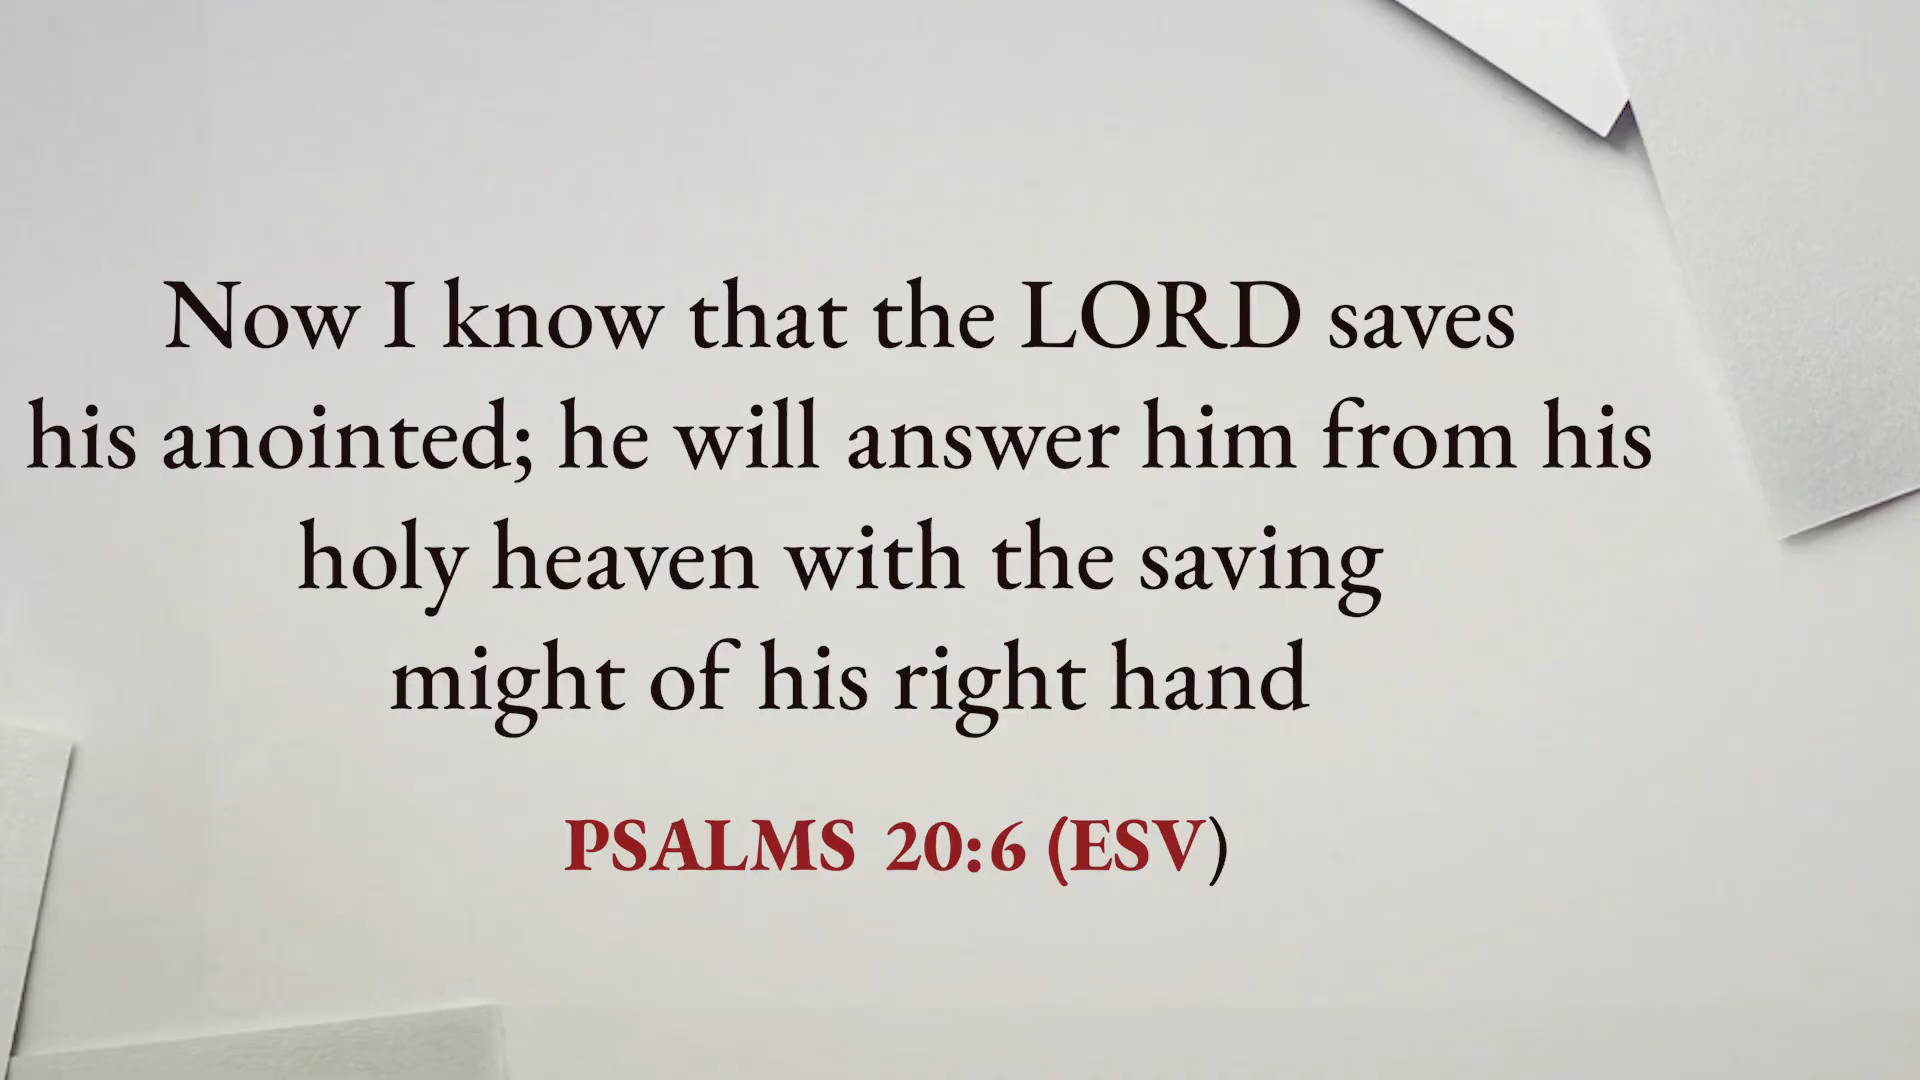 Now I know that the LORD saves
his anointed; he will answer him from his
holy heaven with the saving
might of his right hand
PSALMS 20:6 (ESV)